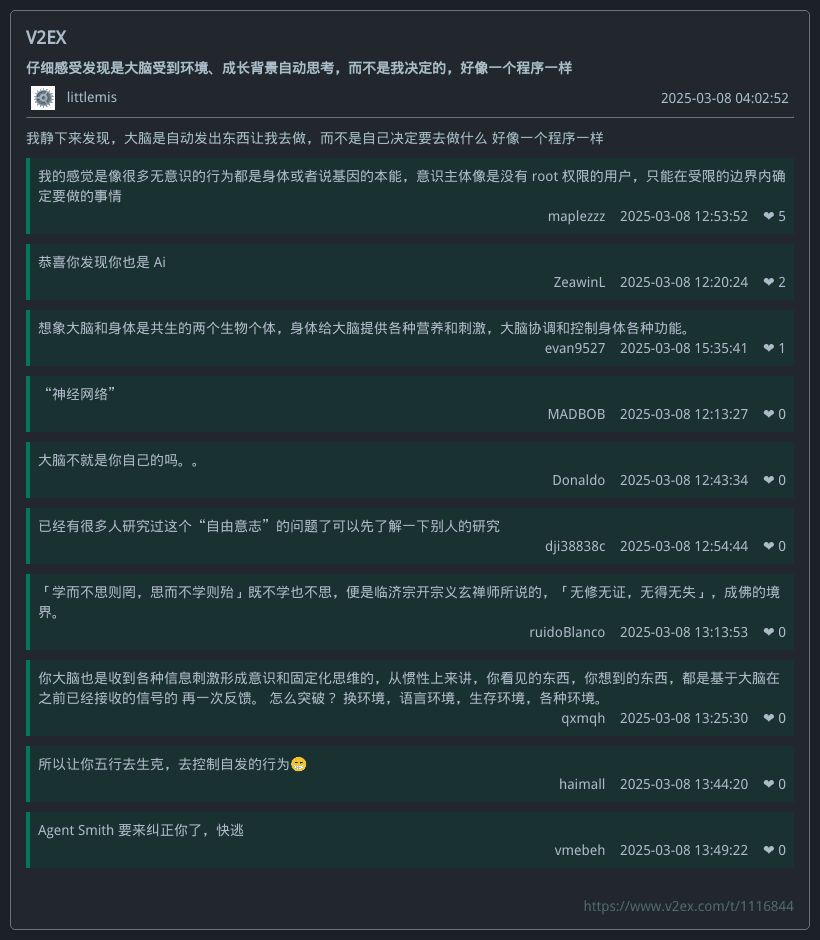 V2EX
仔细感受发现是大脑受到环境、成长背景自动思考，而不是我决定的，好像一个程序一样
littlemis 2025-03-08 04:02:52
我静下来发现，大脑是自动发出东西让我去做，而不是自己决定要去做什么 好像一个程序一样
我的感觉是像很多无意识的行为都是身体或者说基因的本能，意识主体像是没有 root 权限的用户，只能在受限的边界内确
定要做的事情
maplezzz 2025-03-08 12:53:52 ❤ 5
恭喜你发现你也是 Ai
ZeawinL 2025-03-08 12:20:24 ❤ 2
想象大脑和身体是共生的两个生物个体，身体给大脑提供各种营养和刺激，大脑协调和控制身体各种功能。
evan9527 2025-03-08 15:35:41 ❤ 1
“神经网络”
MADBOB 2025-03-08 12:13:27 ❤ 0
大脑不就是你自己的吗。。
Donaldo 2025-03-08 12:43:34 ❤ 0
已经有很多人研究过这个“自由意志”的问题了可以先了解一下别人的研究
dji38838c 2025-03-08 12:54:44 ❤ 0
「学而不思则罔，思而不学则殆」既不学也不思，便是临济宗开宗义玄禅师所说的，「无修无证，无得无失」，成佛的境
界。
ruidoBlanco 2025-03-08 13:13:53 ❤ 0
你大脑也是收到各种信息刺激形成意识和固定化思维的，从惯性上来讲，你看见的东西，你想到的东西，都是基于大脑在
之前已经接收的信号的 再一次反馈。 怎么突破？ 换环境，语言环境，生存环境，各种环境。
qxmqh 2025-03-08 13:25:30 ❤ 0
所以让你五行去生克，去控制自发的行为😁
haimall 2025-03-08 13:44:20 ❤ 0
Agent Smith 要来纠正你了，快逃
vmebeh 2025-03-08 13:49:22 ❤ 0
https://www.v2ex.com/t/1116844